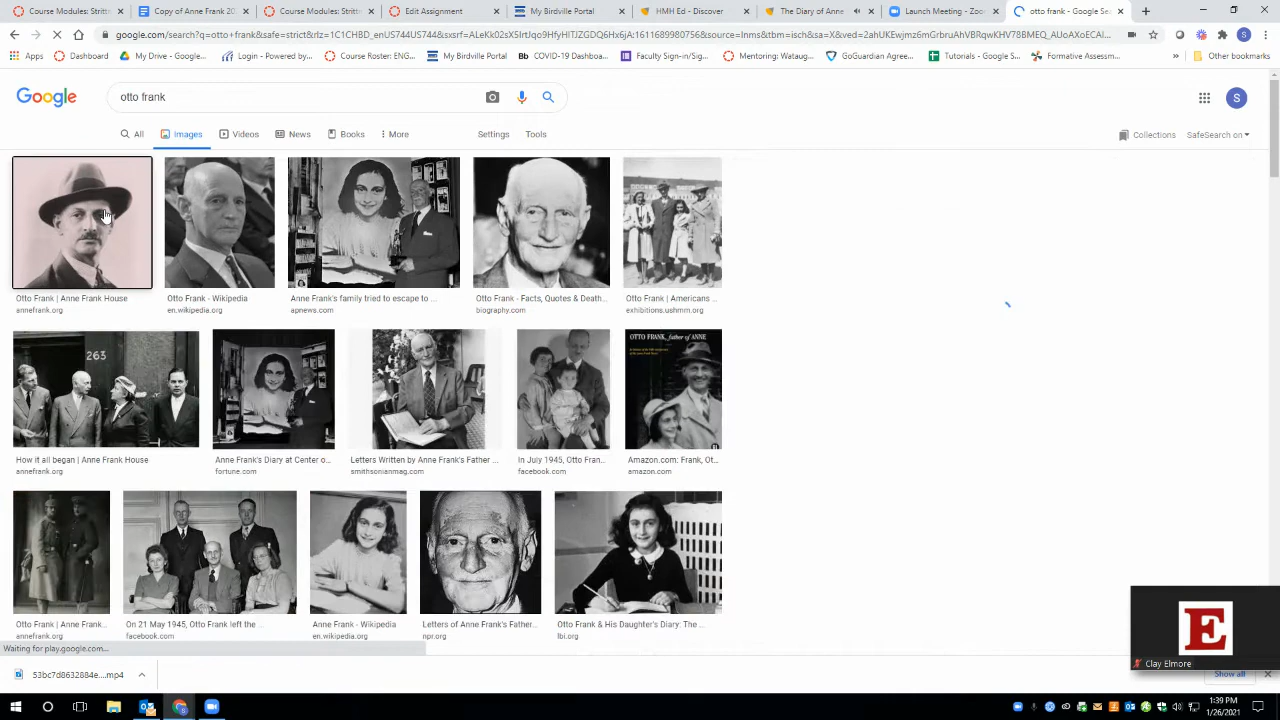 Course Modules: Strittm
Copy of Anne Frank 20
Course Modules: Strittm
Edit Assignment
My Birdville Portal
HMH Ed - Discover
The Diary of Anne
Launch Meeting - Zoom
otto frank - Google Sea
Apps
Dashboard
My Drive - Google...
Login - Powered by...
Course Roster: ENG...
My Birdville Portal
Bb COVID-19 Dashboa...
Faculty Sign-in/Sig...
Mentoring: Wataug...
GoGuardian Agree...
Tutorials - Google S...
Formative Assessm...
»
Other bookmarks
Google
otto frank
S
All
Images
Videos
News
Books
More
Settings
Tools
Collections
SafeSearch on
Otto Frank | Anne Frank House
annefrank.org
Otto Frank - Wikipedia
en.wikipedia.org
Anne Frank's family tried to escape to ...
apnews.com
Otto Frank - Facts, Quotes & Death...
biography.com
Otto Frank | Americans ...
exhibitions.ushmm.org
263
OTTO FRANK, father of ANNE
How it all began | Anne Frank House
annefrank.org
Anne Frank's Diary at Center o...
fortune.com
Letters Written by Anne Frank's Father ...
smithsonianmag.com
In July 1945, Otto Fran...
facebook.com
Amazon.com: Frank, Ot...
amazon.com
Otto Frank | Anne Frank...
annefrank.org
On 21 May 1945, Otto Frank left the ...
facebook.com
Anne Frank - Wikipedia
en.wikipedia.org
Letters of Anne Frank's Father...
npr.org
Otto Frank & His Daughter's Diary: The ...
lbi.org
E
Clay Elmore
Waiting for play.google.com...
53bc7d8632884e....mp4
Show all
1:39 PM
1/26/2021